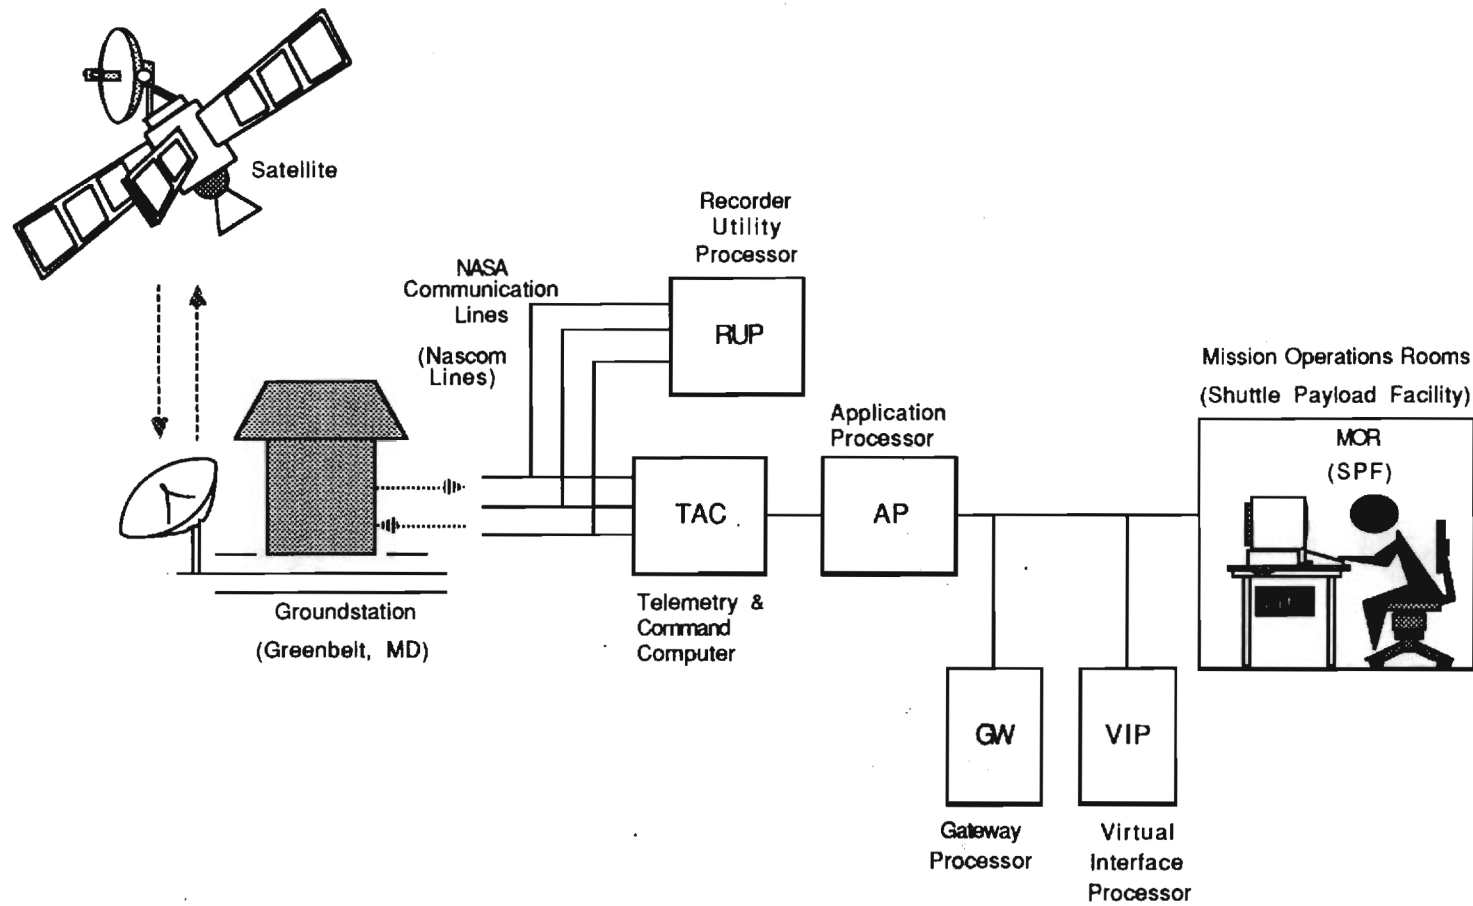 Satellite
Recorder
Utility
Processor
NASA
Communication
Lines
(Nascom
Lines)
RUP
Mission Operations Rooms
(Shuttle Payload Facility)
MOR
(SPF)
Application
Processor
TAC
AP
Groundstation
(Greenbelt, MD)
Telemetry &
Command
Computer
GW
VIP
Gateway
Processor
Virtual
Interface
Processor